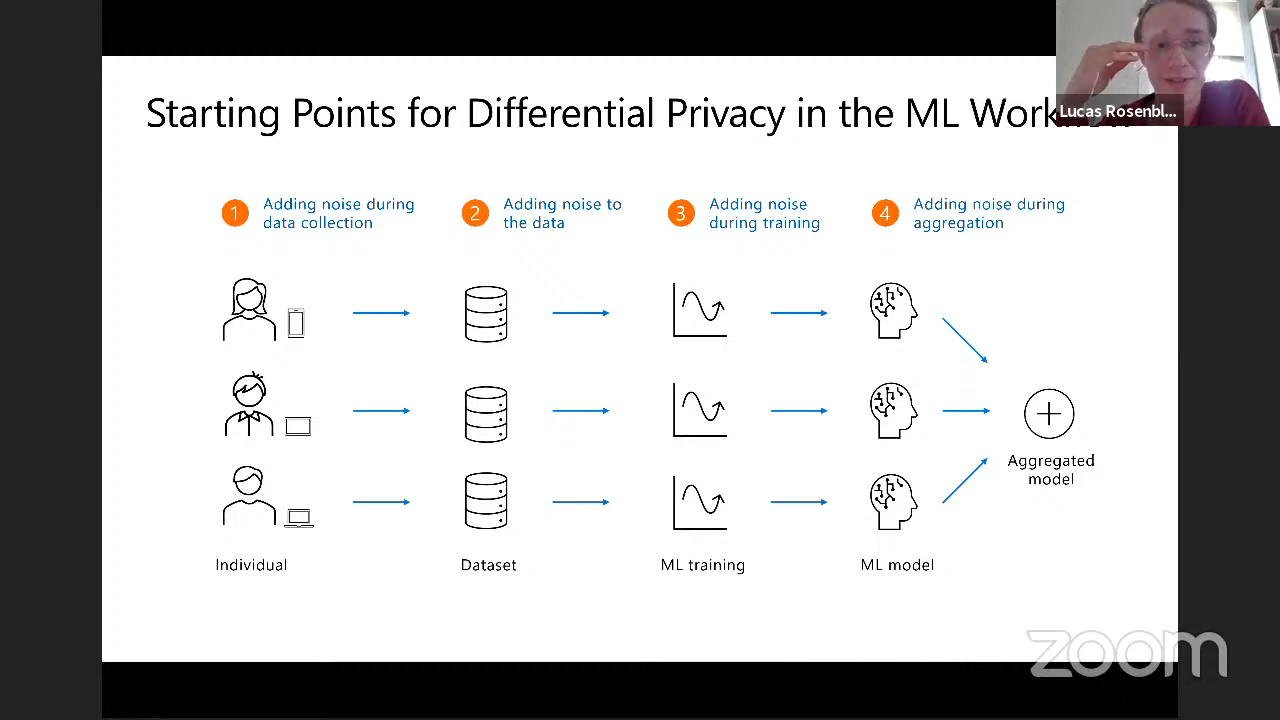 Starting Points for Differential Privacy in the ML
Lucas Rosenbl...
1 Adding noise during
data collection
2 Adding noise to
the data
3 Adding noise
during training
4 Adding noise during
aggregation
Aggregated
model
Individual
Dataset
ML training
ML model
zoom